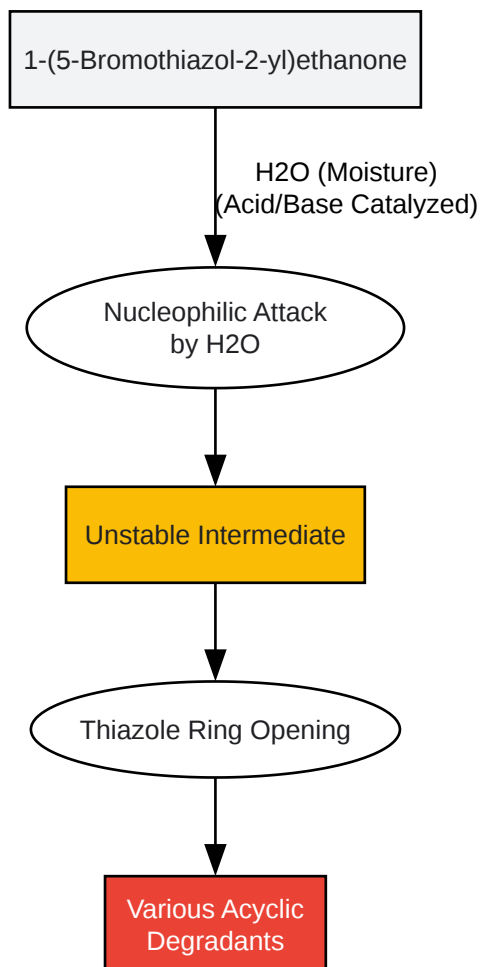 1-(5-Bromothiazol-2-yl)ethanone
H2O (Moisture)
(Acid/Base Catalyzed)
Nucleophilic Attack
by H2O
Unstable Intermediate
Thiazole Ring Opening
Various Acyclic
Degradants